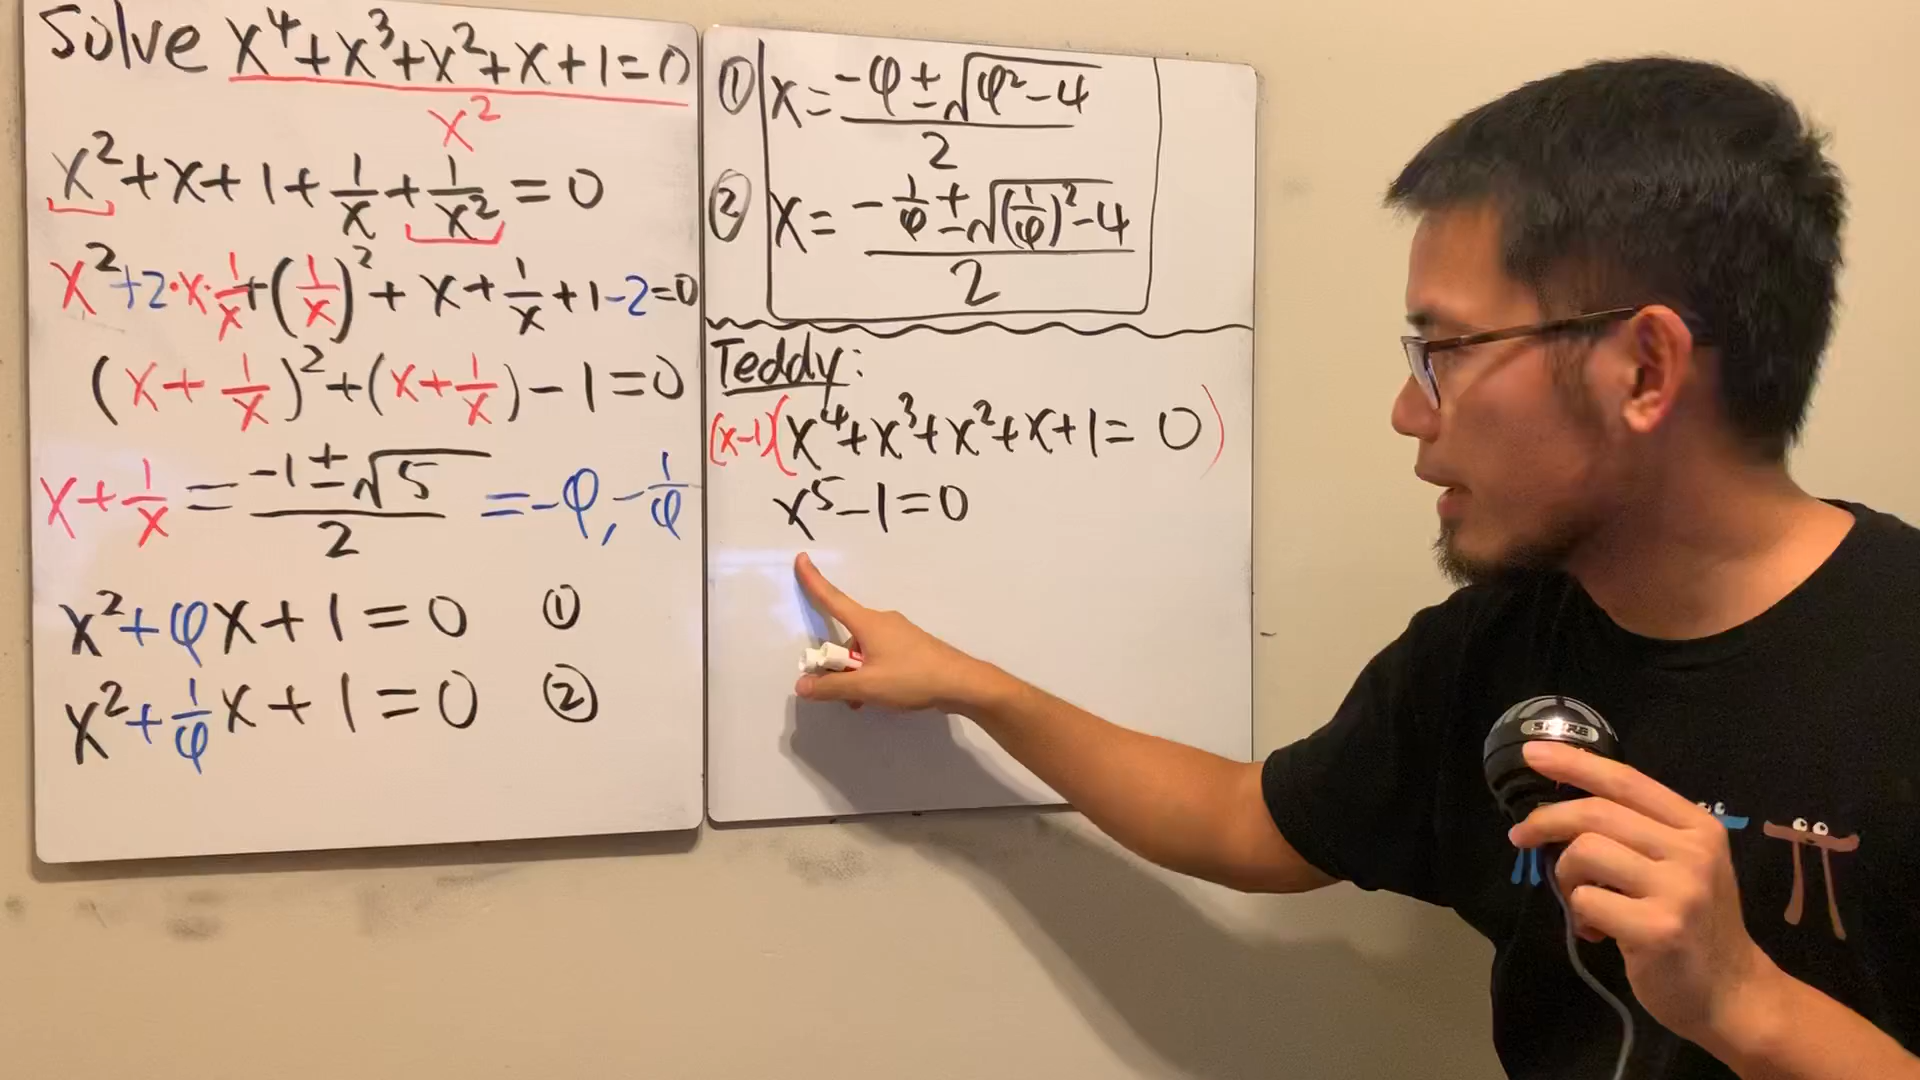 Solve x⁴+x³+x²+x+1=0
x²
x²+x+1+1/x+1/x²=0
x²+2·x·1/x+(1/x)²+x+1/x+1-2=0
(x+1/x)²+(x+1/x)-1=0
x+1/x=(-1±√5)/2=-φ,-1/φ
x²+φx+1=0 ①
x²+1/φx+1=0 ②
① x=(-φ±√(φ²-4))/2
② x=(-1/φ±√((1/φ)²-4))/2
Teddy:
(x-1)(x⁴+x³+x²+x+1=0)
x⁵-1=0